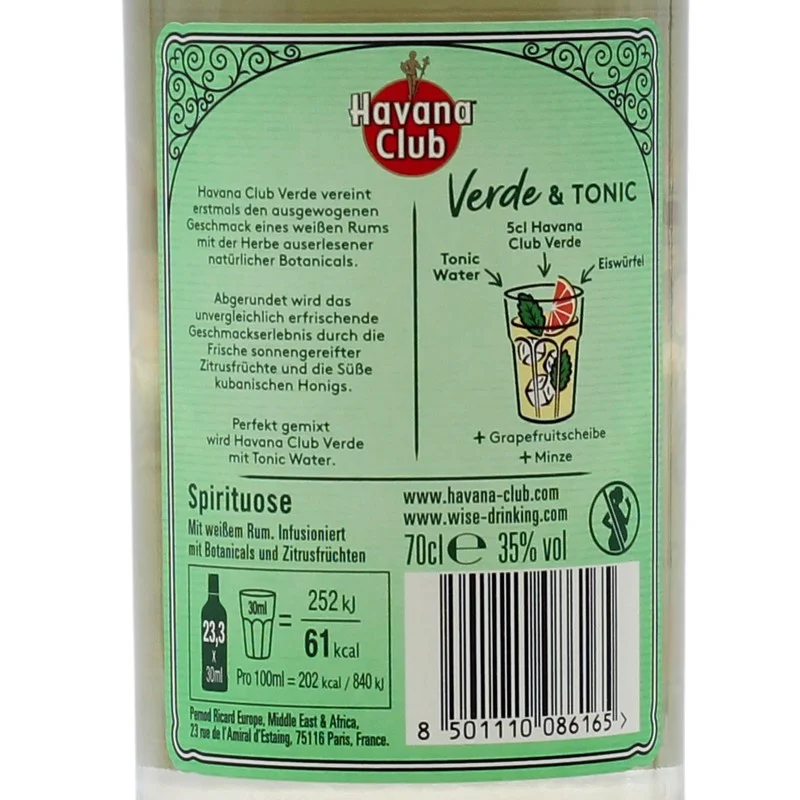 Havana
Club
Havana Club Verde vereint
erstmals den ausgewogenen
Geschmack eines weißen Rums
mit der Herbe auserlesener
natürlicher Botanicals.
Abgerundet wird das
unvergleichlich erfrischende
Geschmackserlebnis durch die
Frische sonnengereifter
Zitrusfrüchte und die Süße
kubanischen Honigs.
Perfekt gemixt
wird Havana Club Verde
mit Tonic Water.
Verde & TONIC
5cl Havana
Club Verde
Tonic
Water
Eiswürfel
+ Grapefruitscheibe
+ Minze
Spirituose
Mit weißem Rum. Infusioniert
mit Botanicals und Zitrusfrüchten
www.havana-club.com
www.wise-drinking.com
70cl e 35% vol
23,3
x
30ml
30ml
=
252 kJ
61 kcal
Pro 100ml = 202 kcal / 840 kJ
Pernod Ricard Europe, Middle East & Africa,
23 rue de l'Amiral d'Estaing, 75116 Paris, France.
8 501110 086165 >